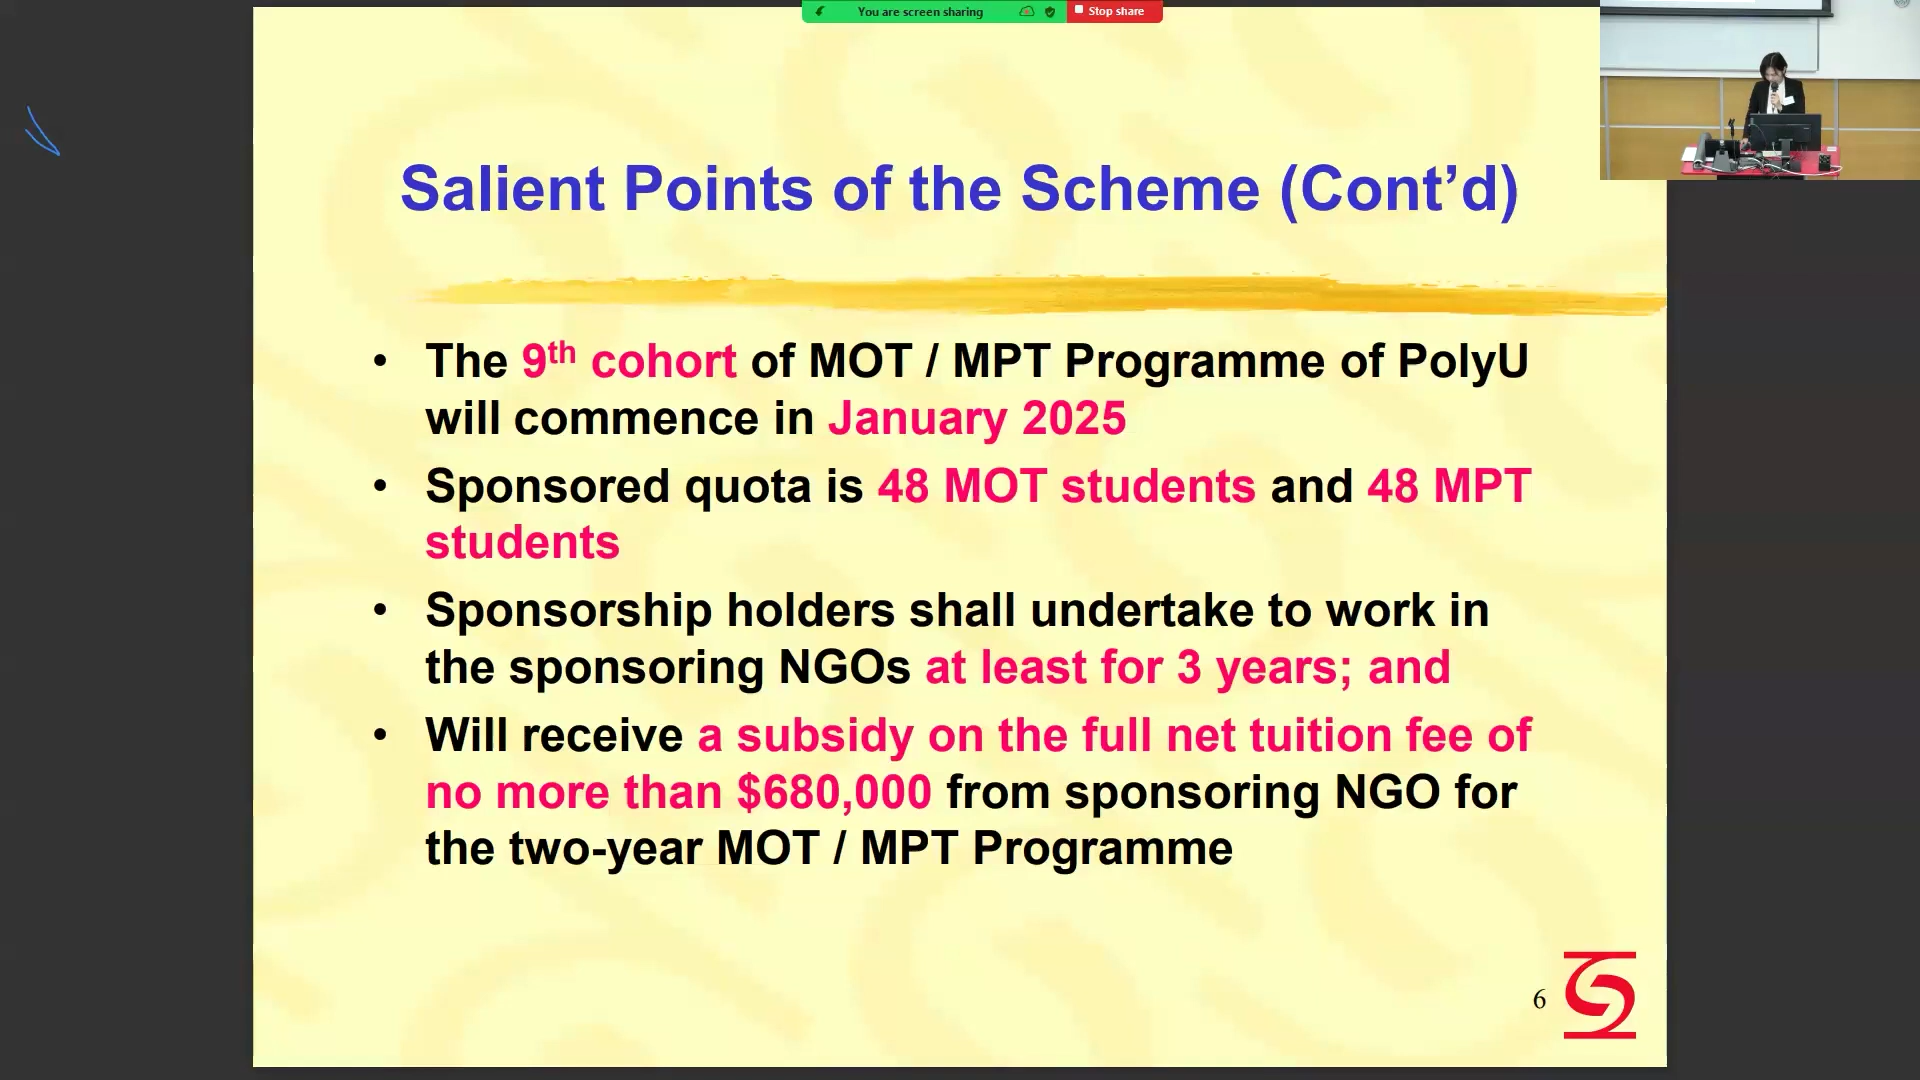 You are screen sharing
Stop share
Salient Points of the Scheme (Cont’d)
• The 9th cohort of MOT / MPT Programme of PolyU
will commence in January 2025
• Sponsored quota is 48 MOT students and 48 MPT
students
• Sponsorship holders shall undertake to work in
the sponsoring NGOs at least for 3 years; and
• Will receive a subsidy on the full net tuition fee of
no more than $680,000 from sponsoring NGO for
the two-year MOT / MPT Programme
6